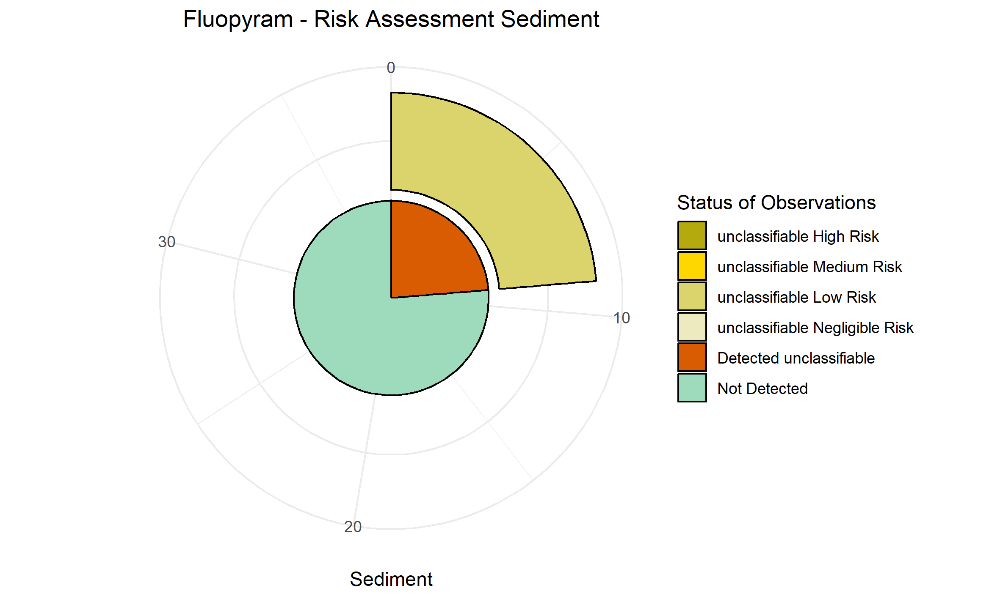 Fluopyram - Risk Assessment Sediment
0
10
20
30
Sediment
Status of Observations
unclassifiable High Risk
unclassifiable Medium Risk
unclassifiable Low Risk
unclassifiable Negligible Risk
Detected unclassifiable
Not Detected